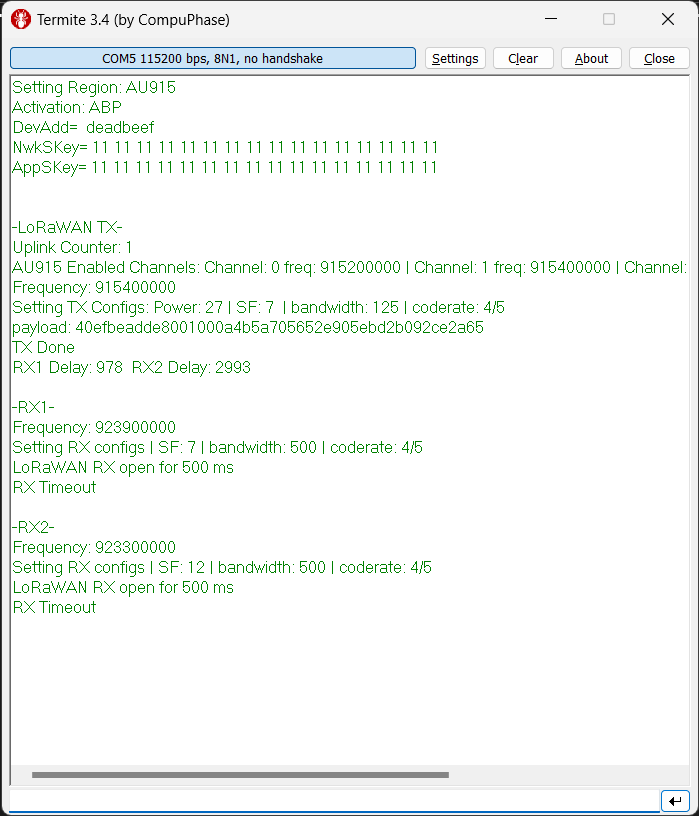 Termite 3.4 (by CompuPhase)
COM5 115200 bps, 8N1, no handshake
Settings
Clear
About
Close
Setting Region: AU915
Activation: ABP
DevAdd=  deadbeef
NwkSKey= 11 11 11 11 11 11 11 11 11 11 11 11 11 11 11 11
AppSKey= 11 11 11 11 11 11 11 11 11 11 11 11 11 11 11 11
-LoRaWAN TX-
Uplink Counter: 1
AU915 Enabled Channels: Channel: 0 freq: 915200000 | Channel: 1 freq: 915400000 | Channel:
Frequency: 915400000
Setting TX Configs: Power: 27 | SF: 7  | bandwidth: 125 | coderate: 4/5
payload: 40efbeadde8001000a4b5a705652e905ebd2b092ce2a65
TX Done
RX1 Delay: 978  RX2 Delay: 2993
-RX1-
Frequency: 923900000
Setting RX configs | SF: 7 | bandwidth: 500 | coderate: 4/5
LoRaWAN RX open for 500 ms
RX Timeout
-RX2-
Frequency: 923300000
Setting RX configs | SF: 12 | bandwidth: 500 | coderate: 4/5
LoRaWAN RX open for 500 ms
RX Timeout